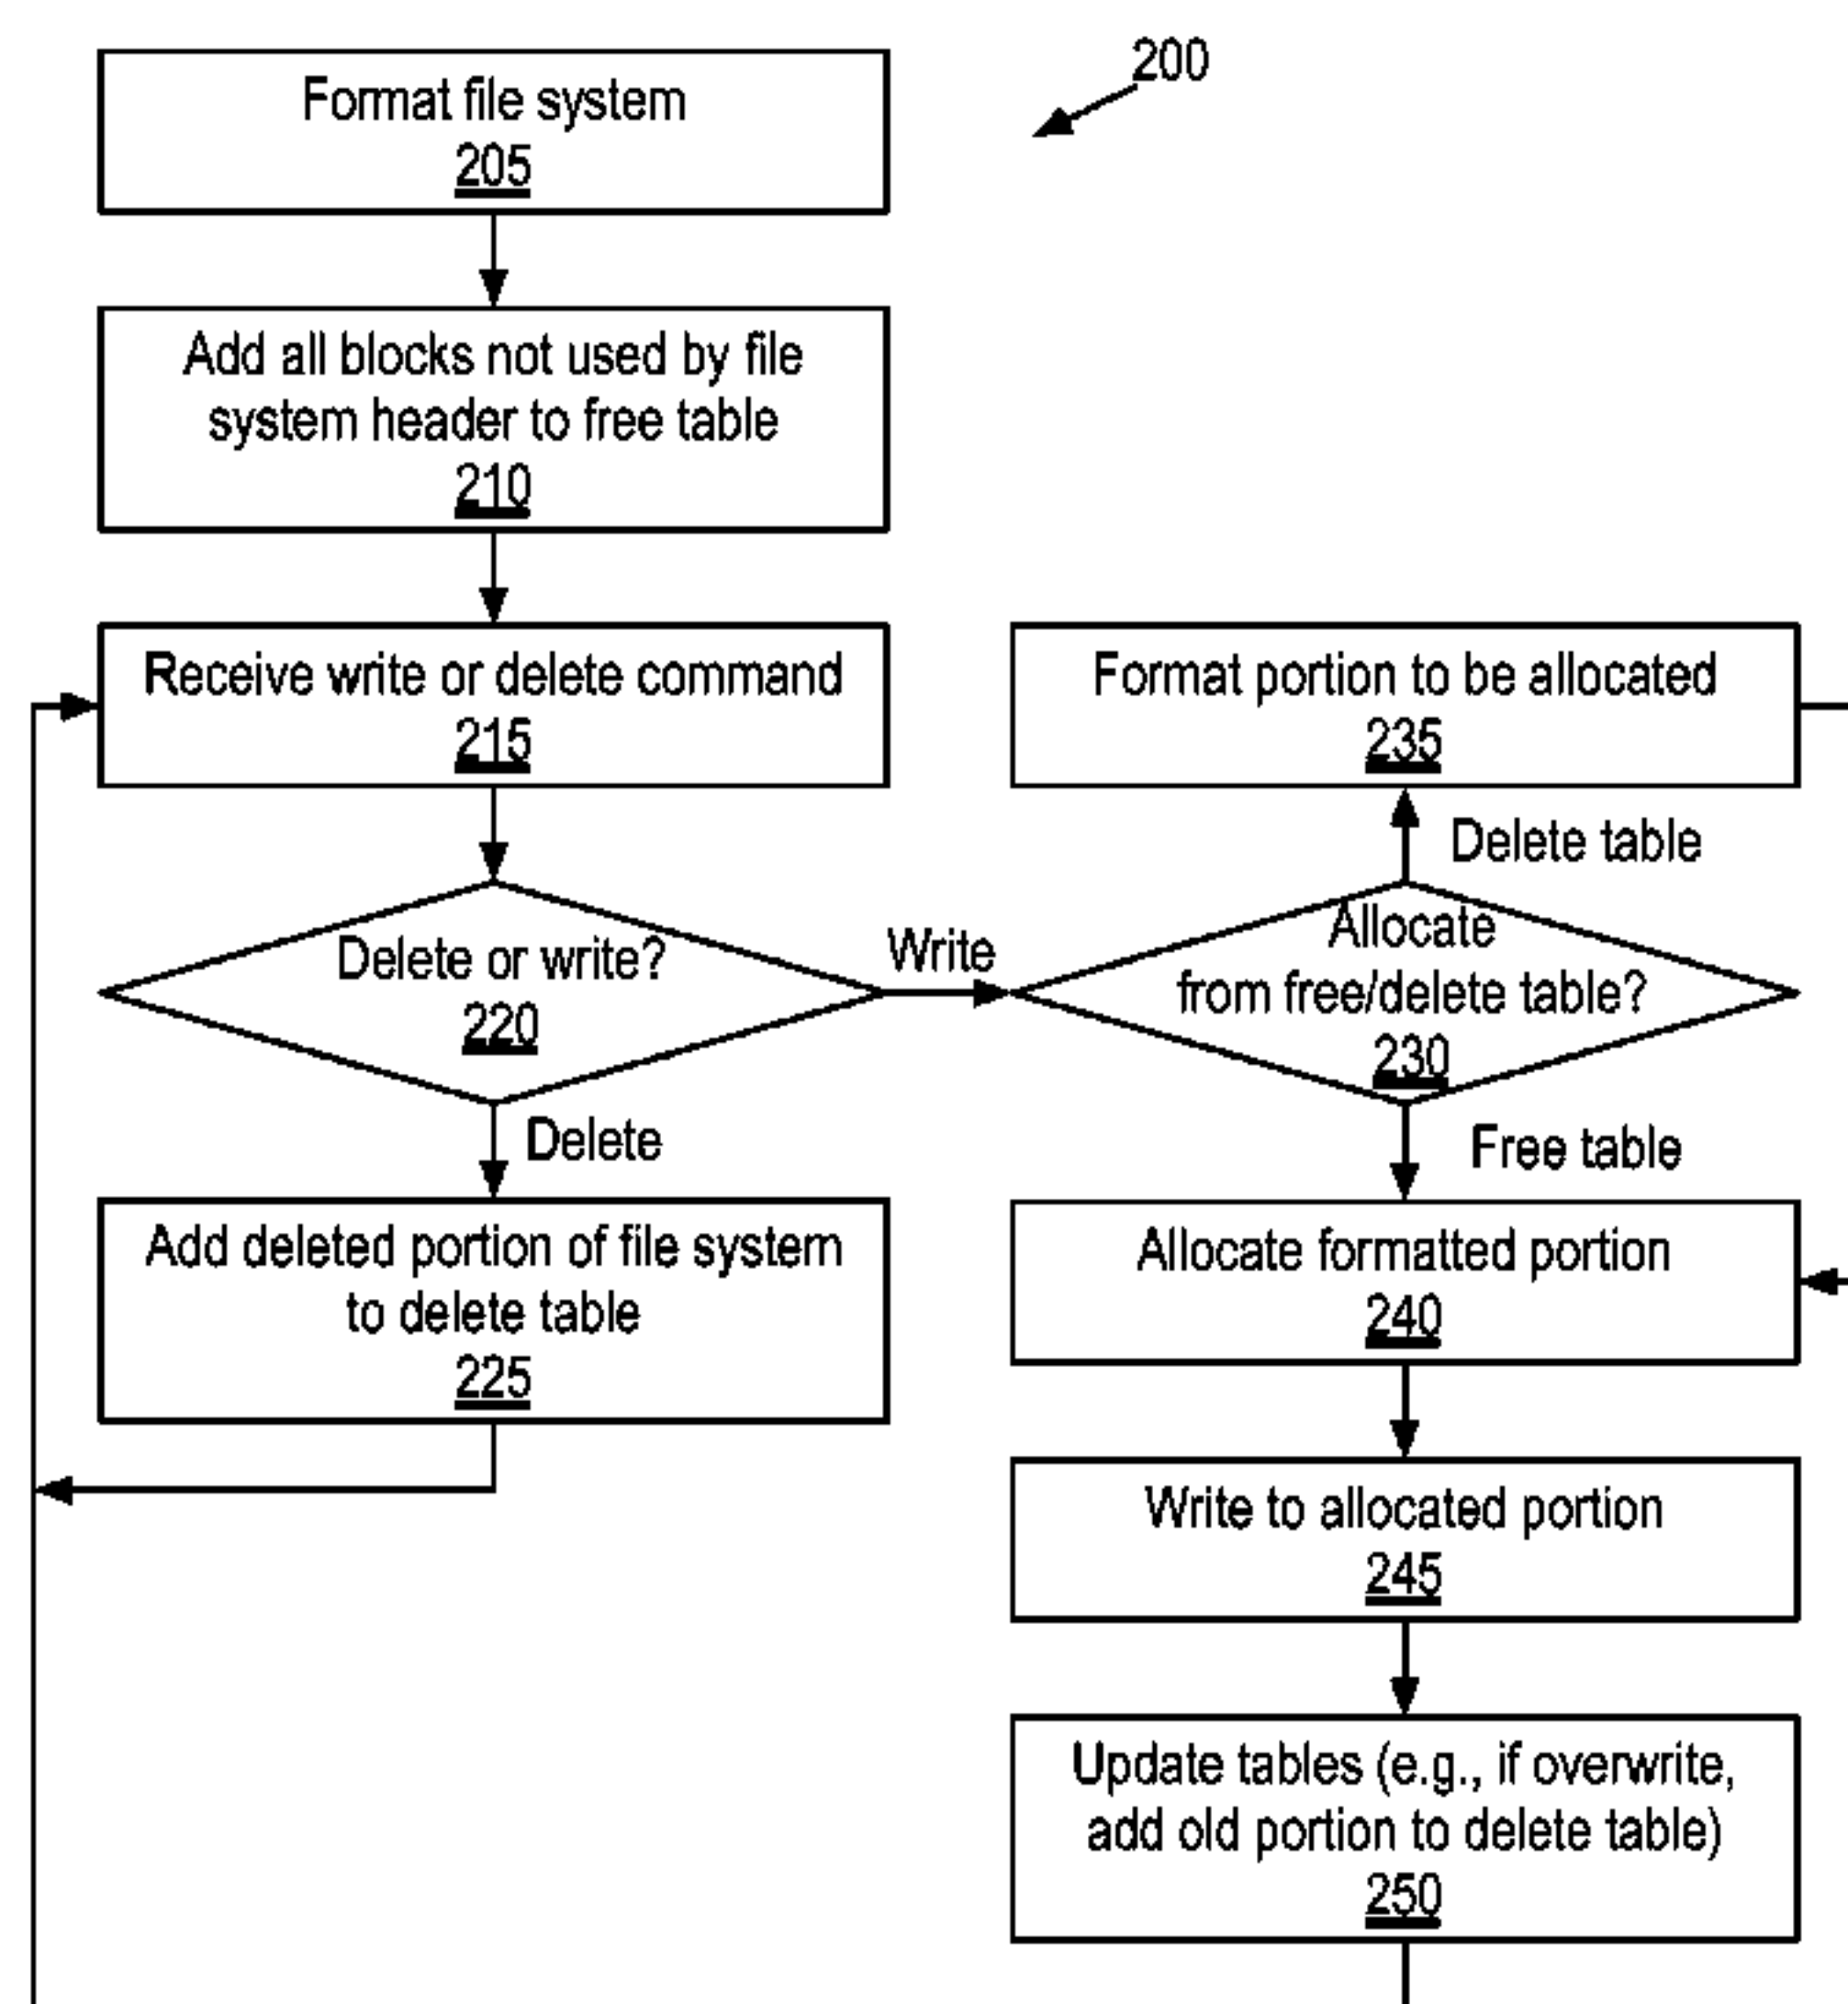 200
Format file system
205
Add all blocks not used by file
system header to free table
210
Receive write or delete command
215
Delete or write?
220
Write
Delete
Add deleted portion of file system
to delete table
225
Format portion to be allocated
235
Delete table
Allocate
from free/delete table?
230
Free table
Allocate formatted portion
240
Write to allocated portion
245
Update tables (e.g., if overwrite,
add old portion to delete table)
250